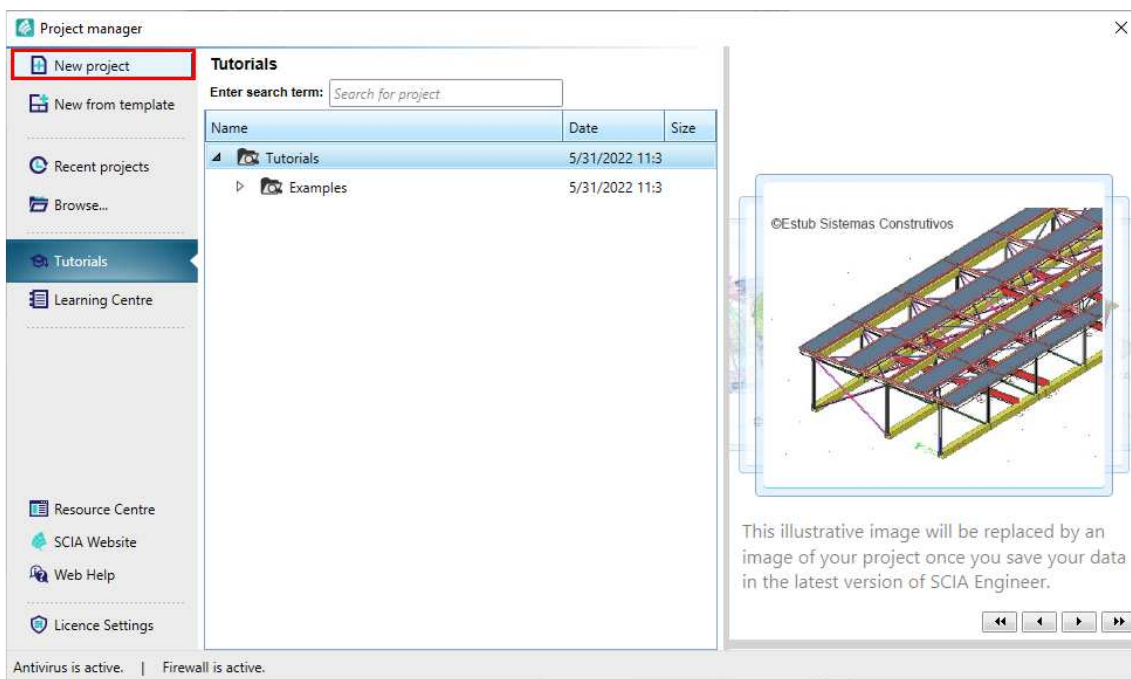 Project manager
New project
New from template
Recent projects
Browse...
Tutorials
Learning Centre
Resource Centre
SCIA Website
Web Help
Licence Settings
Tutorials
Enter search term: Search for project
Name Date Size
Tutorials 5/31/2022 11:3
Examples 5/31/2022 11:3
©Estub Sistemas Construtivos
This illustrative image will be replaced by an
image of your project once you save your data
in the latest version of SCIA Engineer.
Antivirus is active. | Firewall is active.